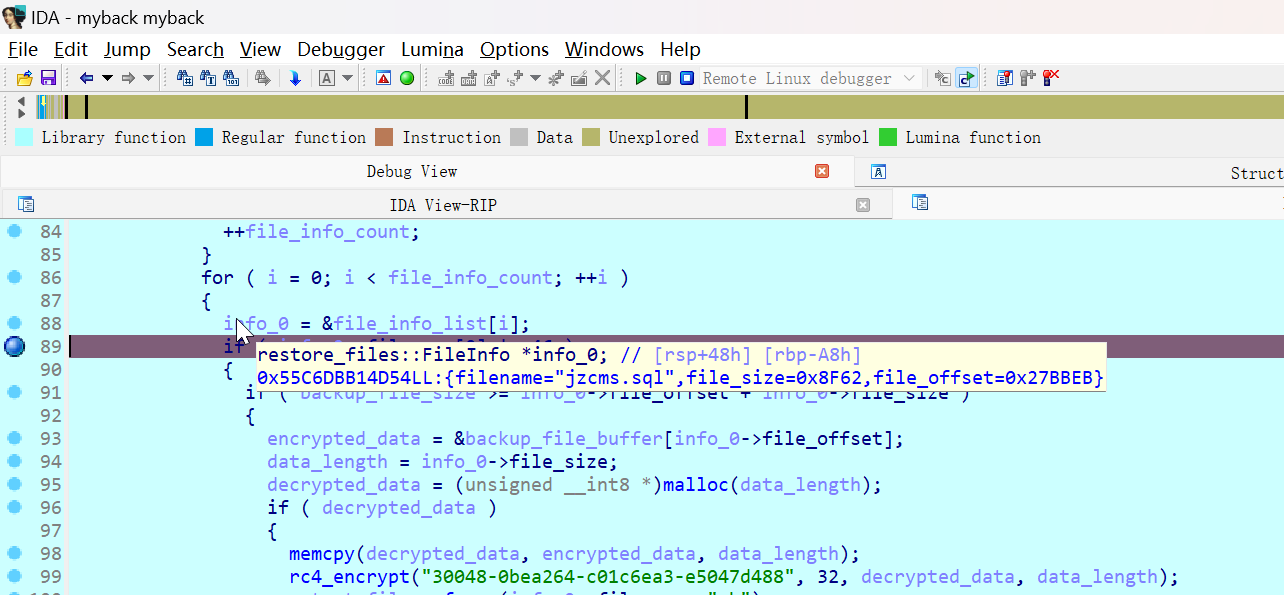 IDA - myback myback
File Edit Jump Search View Debugger Lumina Options Windows Help
Remote Linux debugger
Library function Regular function Instruction Data Unexplored External symbol Lumina function
Debug View Struct
IDA View-RIP
84 ++file_info_count;
85 }
86 for ( i = 0; i < file_info_count; ++i )
87 {
88 info_0 = &file_info_list[i];
89 if
restore_files::FileInfo *info_0; // [rsp+48h] [rbp-A8h]
90 {
0x55C6DBB14D54LL:{filename="jzcms.sql",file_size=0x8F62,file_offset=0x27BBEB}
91 if ( backup_file_size >= info_0->file_offset + info_0->file_size )
92 {
93 encrypted_data = &backup_file_buffer[info_0->file_offset];
94 data_length = info_0->file_size;
95 decrypted_data = (unsigned __int8 *)malloc(data_length);
96 if ( decrypted_data )
97 {
98 memcpy(decrypted_data, encrypted_data, data_length);
99 rc4_encrypt("30048-0bea264-c01c6ea3-e5047d488", 32, decrypted_data, data_length);